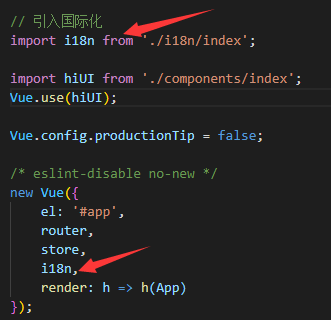 // 引入国际化
import i18n from './i18n/index';
import hiUI from './components/index';
Vue.use(hiUI);
Vue.config.productionTip = false;
/* eslint-disable no-new */
new Vue({
    el: '#app',
    router,
    store,
    i18n,
    render: h => h(App)
});